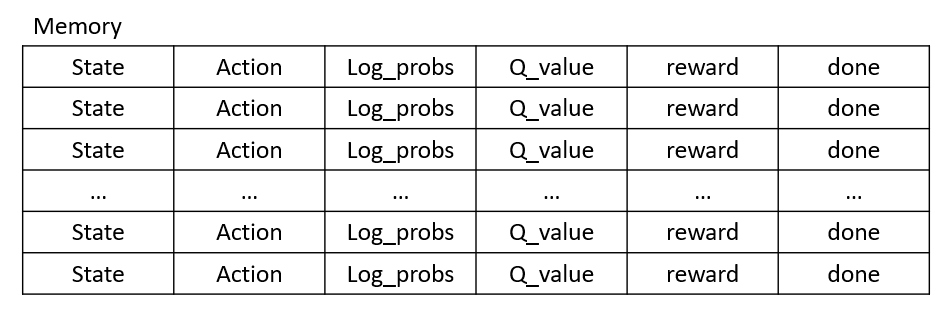 Memory
State Action Log_probs Q_value reward done
State Action Log_probs Q_value reward done
State Action Log_probs Q_value reward done
... ... ... ... ... ...
State Action Log_probs Q_value reward done
State Action Log_probs Q_value reward done